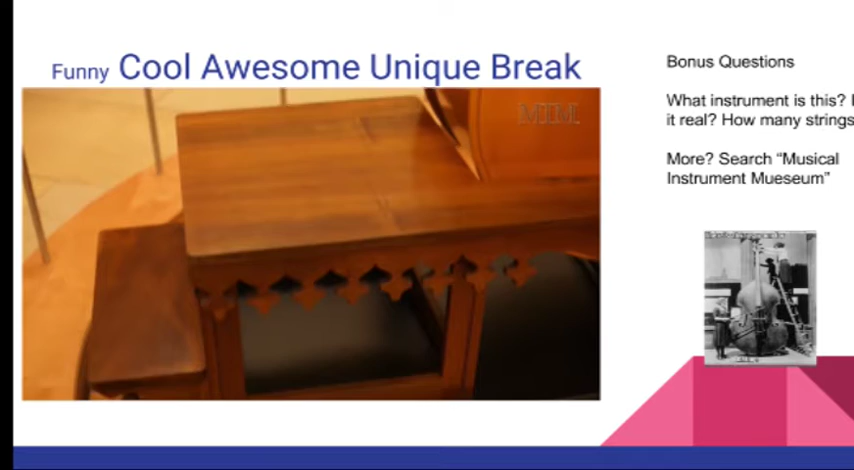 Funny Cool Awesome Unique Break
MIM
Bonus Questions
What instrument is this?
it real? How many strings
More? Search “Musical
Instrument Mueseum”